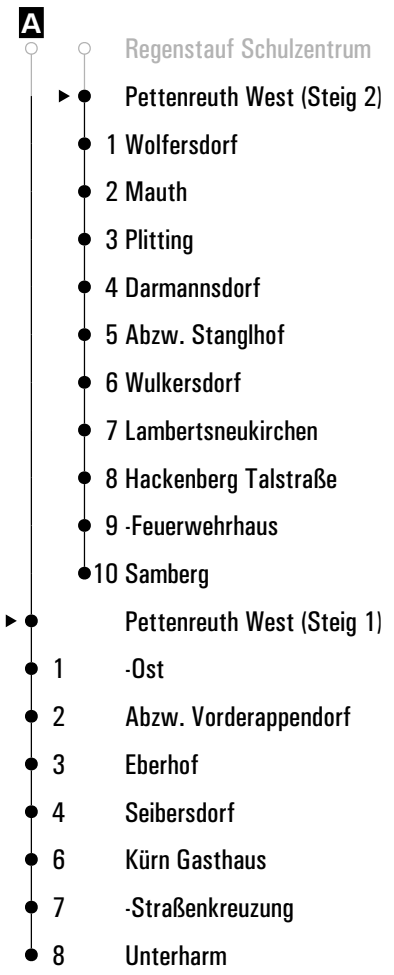 A
Regenstauf Schulzentrum
Pettenreuth West (Steig 2)
1 Wolfersdorf
2 Mauth
3 Plitting
4 Darmannsdorf
5 Abzw. Stanglhof
6 Wulkersdorf
7 Lambertsneukirchen
8 Hackenberg Talstraße
9 -Feuerwehrhaus
10 Samberg
Pettenreuth West (Steig 1)
1 -Ost
2 Abzw. Vorderappendorf
3 Eberhof
4 Seibersdorf
6 Kürn Gasthaus
7 -Straßenkreuzung
8 Unterharm